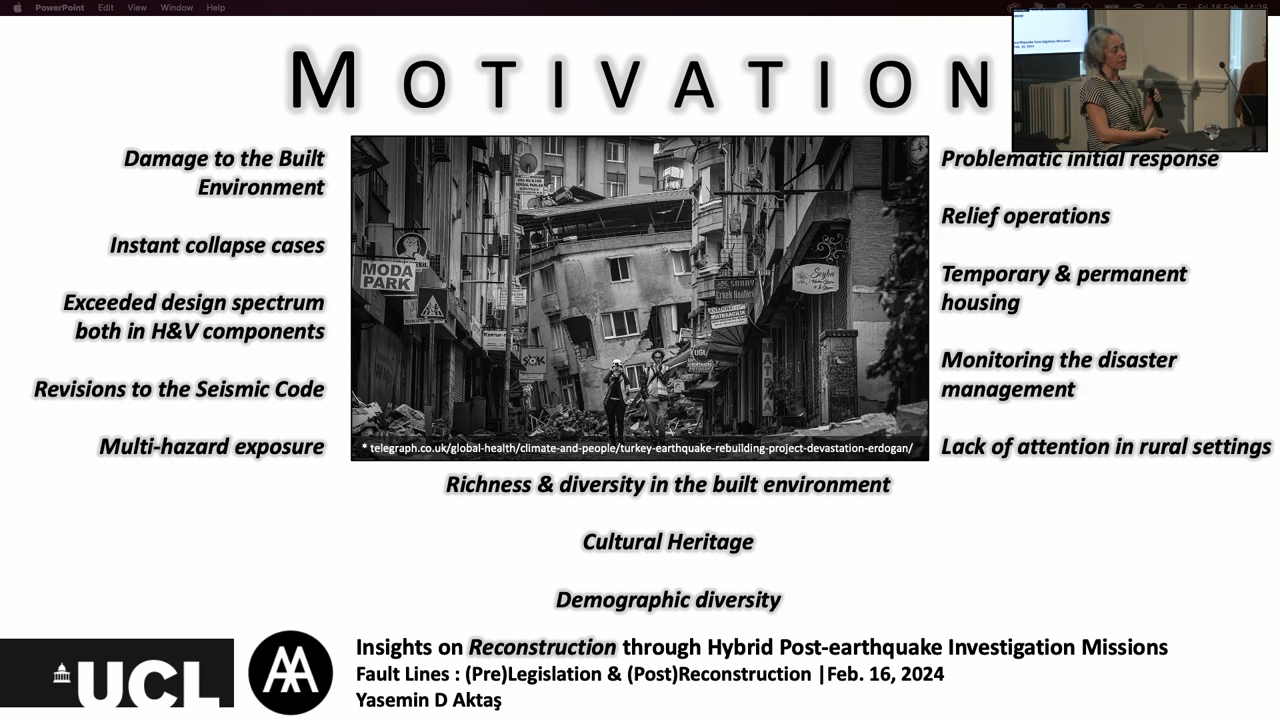 PowerPoint Edit View Window Help
MOTIVATION
Damage to the Built
Environment
Instant collapse cases
Exceeded design spectrum
both in H&V components
Revisions to the Seismic Code
Multi-hazard exposure
MODA
PARK
ŞOK
UGL
* telegraph.co.uk/global-health/climate-and-people/turkey-earthquake-rebuilding-project-devastation-erdogan/
Problematic initial response
Relief operations
Temporary & permanent
housing
Monitoring the disaster
management
Lack of attention in rural settings
Richness & diversity in the built environment
Cultural Heritage
Demographic diversity
UCL
AA
Insights on Reconstruction through Hybrid Post-earthquake Investigation Missions
Fault Lines : (Pre)Legislation & (Post)Reconstruction |Feb. 16, 2024
Yasemin D Aktaş